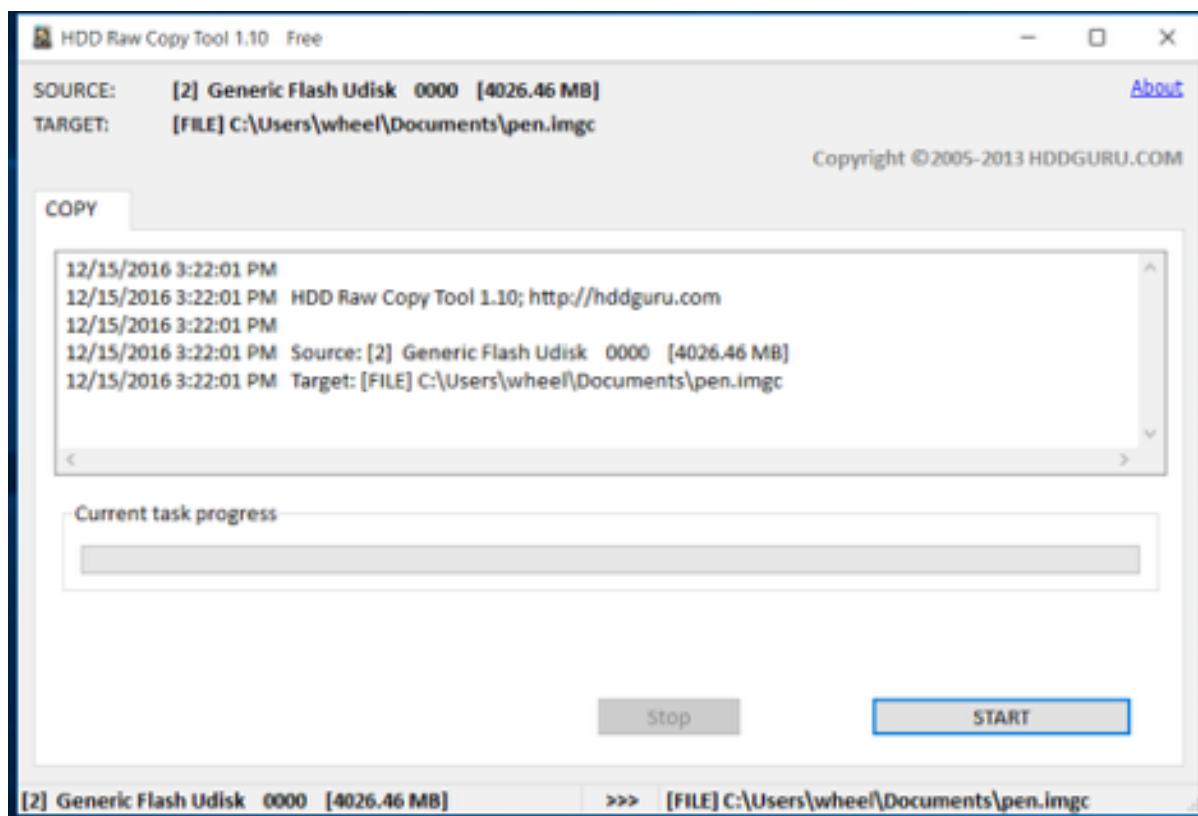 HDD Raw Copy Tool 1.10 Free
SOURCE: [2] Generic Flash Udisk 0000 [4026.46 MB] About
TARGET: [FILE] C:\Users\wheel\Documents\pen.imgc
Copyright ©2005-2013 HDDGURU.COM
COPY
12/15/2016 3:22:01 PM
12/15/2016 3:22:01 PM HDD Raw Copy Tool 1.10; http://hddguru.com
12/15/2016 3:22:01 PM
12/15/2016 3:22:01 PM Source: [2] Generic Flash Udisk 0000 [4026.46 MB]
12/15/2016 3:22:01 PM Target: [FILE] C:\Users\wheel\Documents\pen.imgc
Current task progress
Stop START
[2] Generic Flash Udisk 0000 [4026.46 MB] >>> [FILE] C:\Users\wheel\Documents\pen.imgc